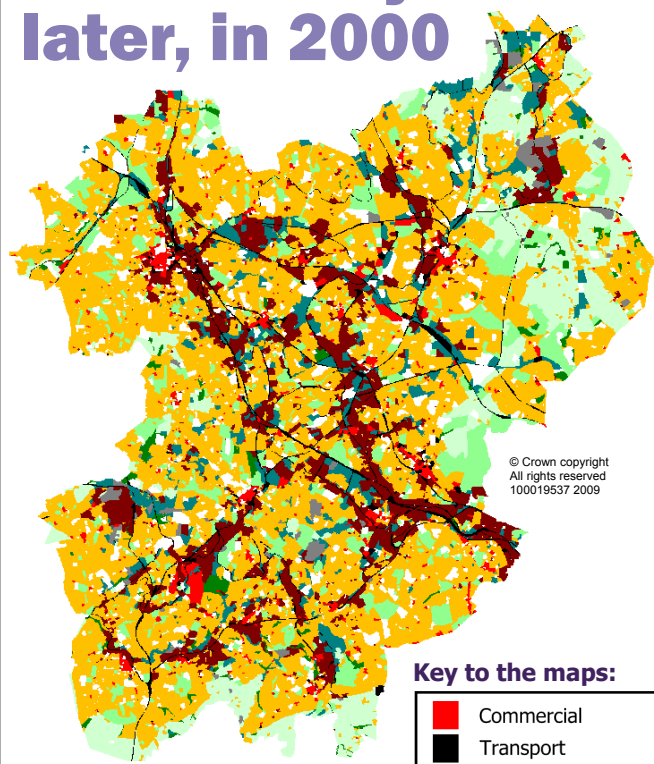 later, in 2000
© Crown copyright
All rights reserved
100019537 2009
Key to the maps:
Commercial
Transport